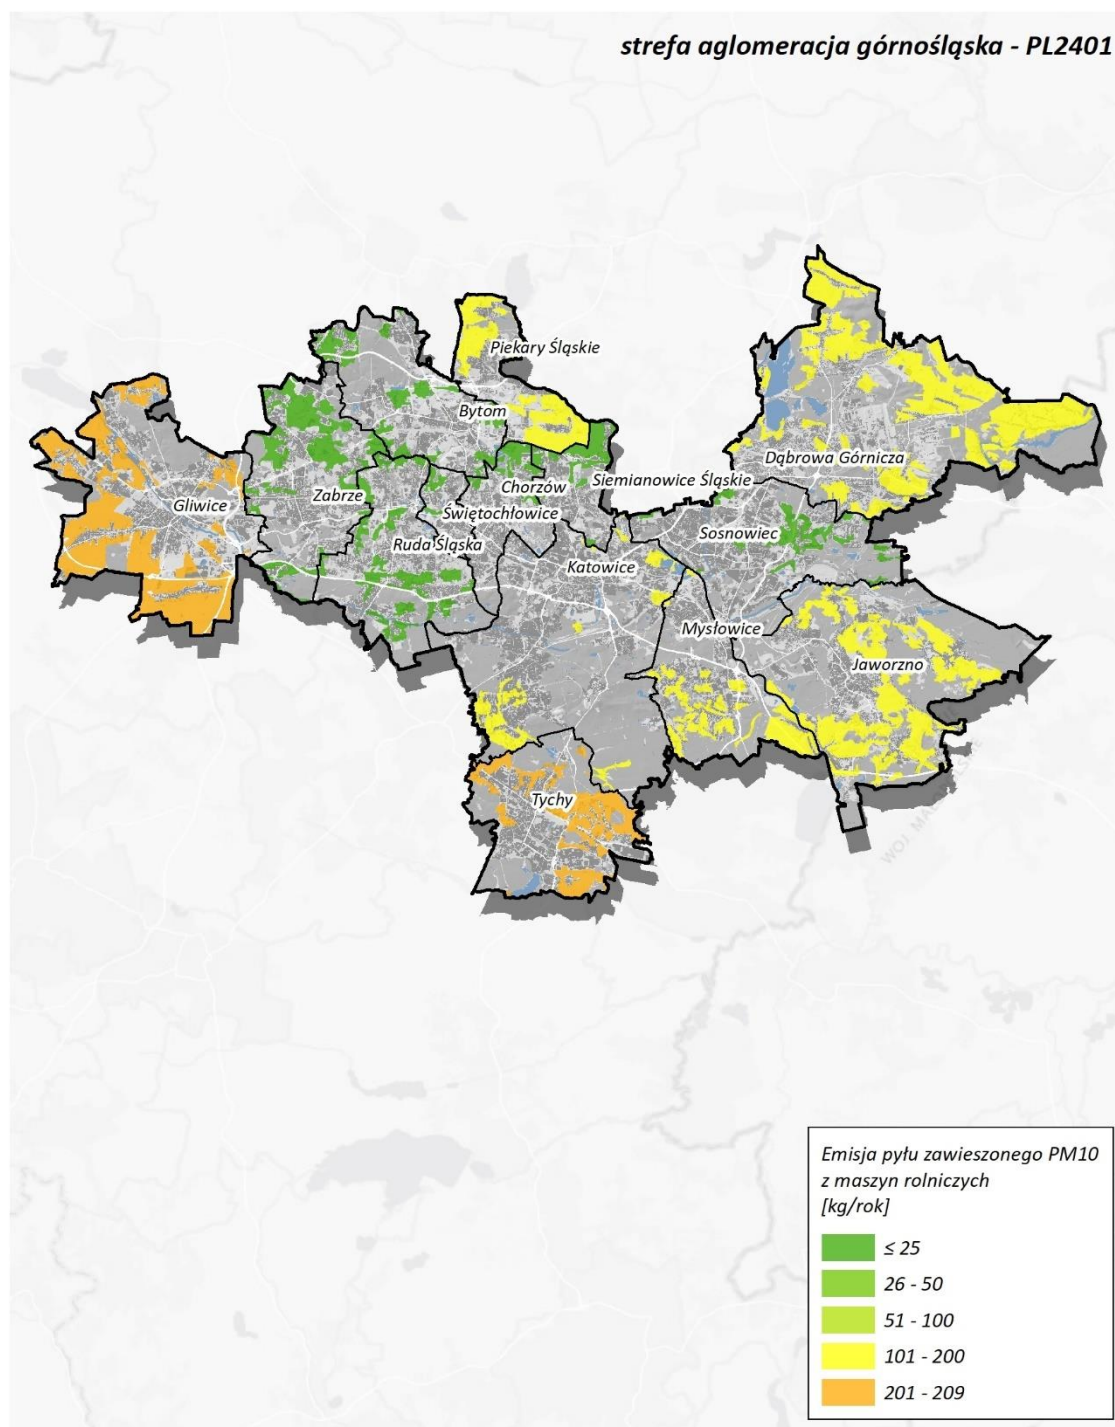 strefa aglomeracja górnośląska - PL2401
Piekary Śląskie
Bytom
Dąbrowa Górnicza
Siemianowice Śląskie
Chorzów
Zabrze
Gliwice
Świętochłowice
Sosnowiec
Ruda Śląska
Katowice
Mysłowice
Jaworzno
Tychy
Emisja pyłu zawieszonego PM10
z maszyn rolniczych
[kg/rok]
≤ 25
26 - 50
51 - 100
101 - 200
201 - 209